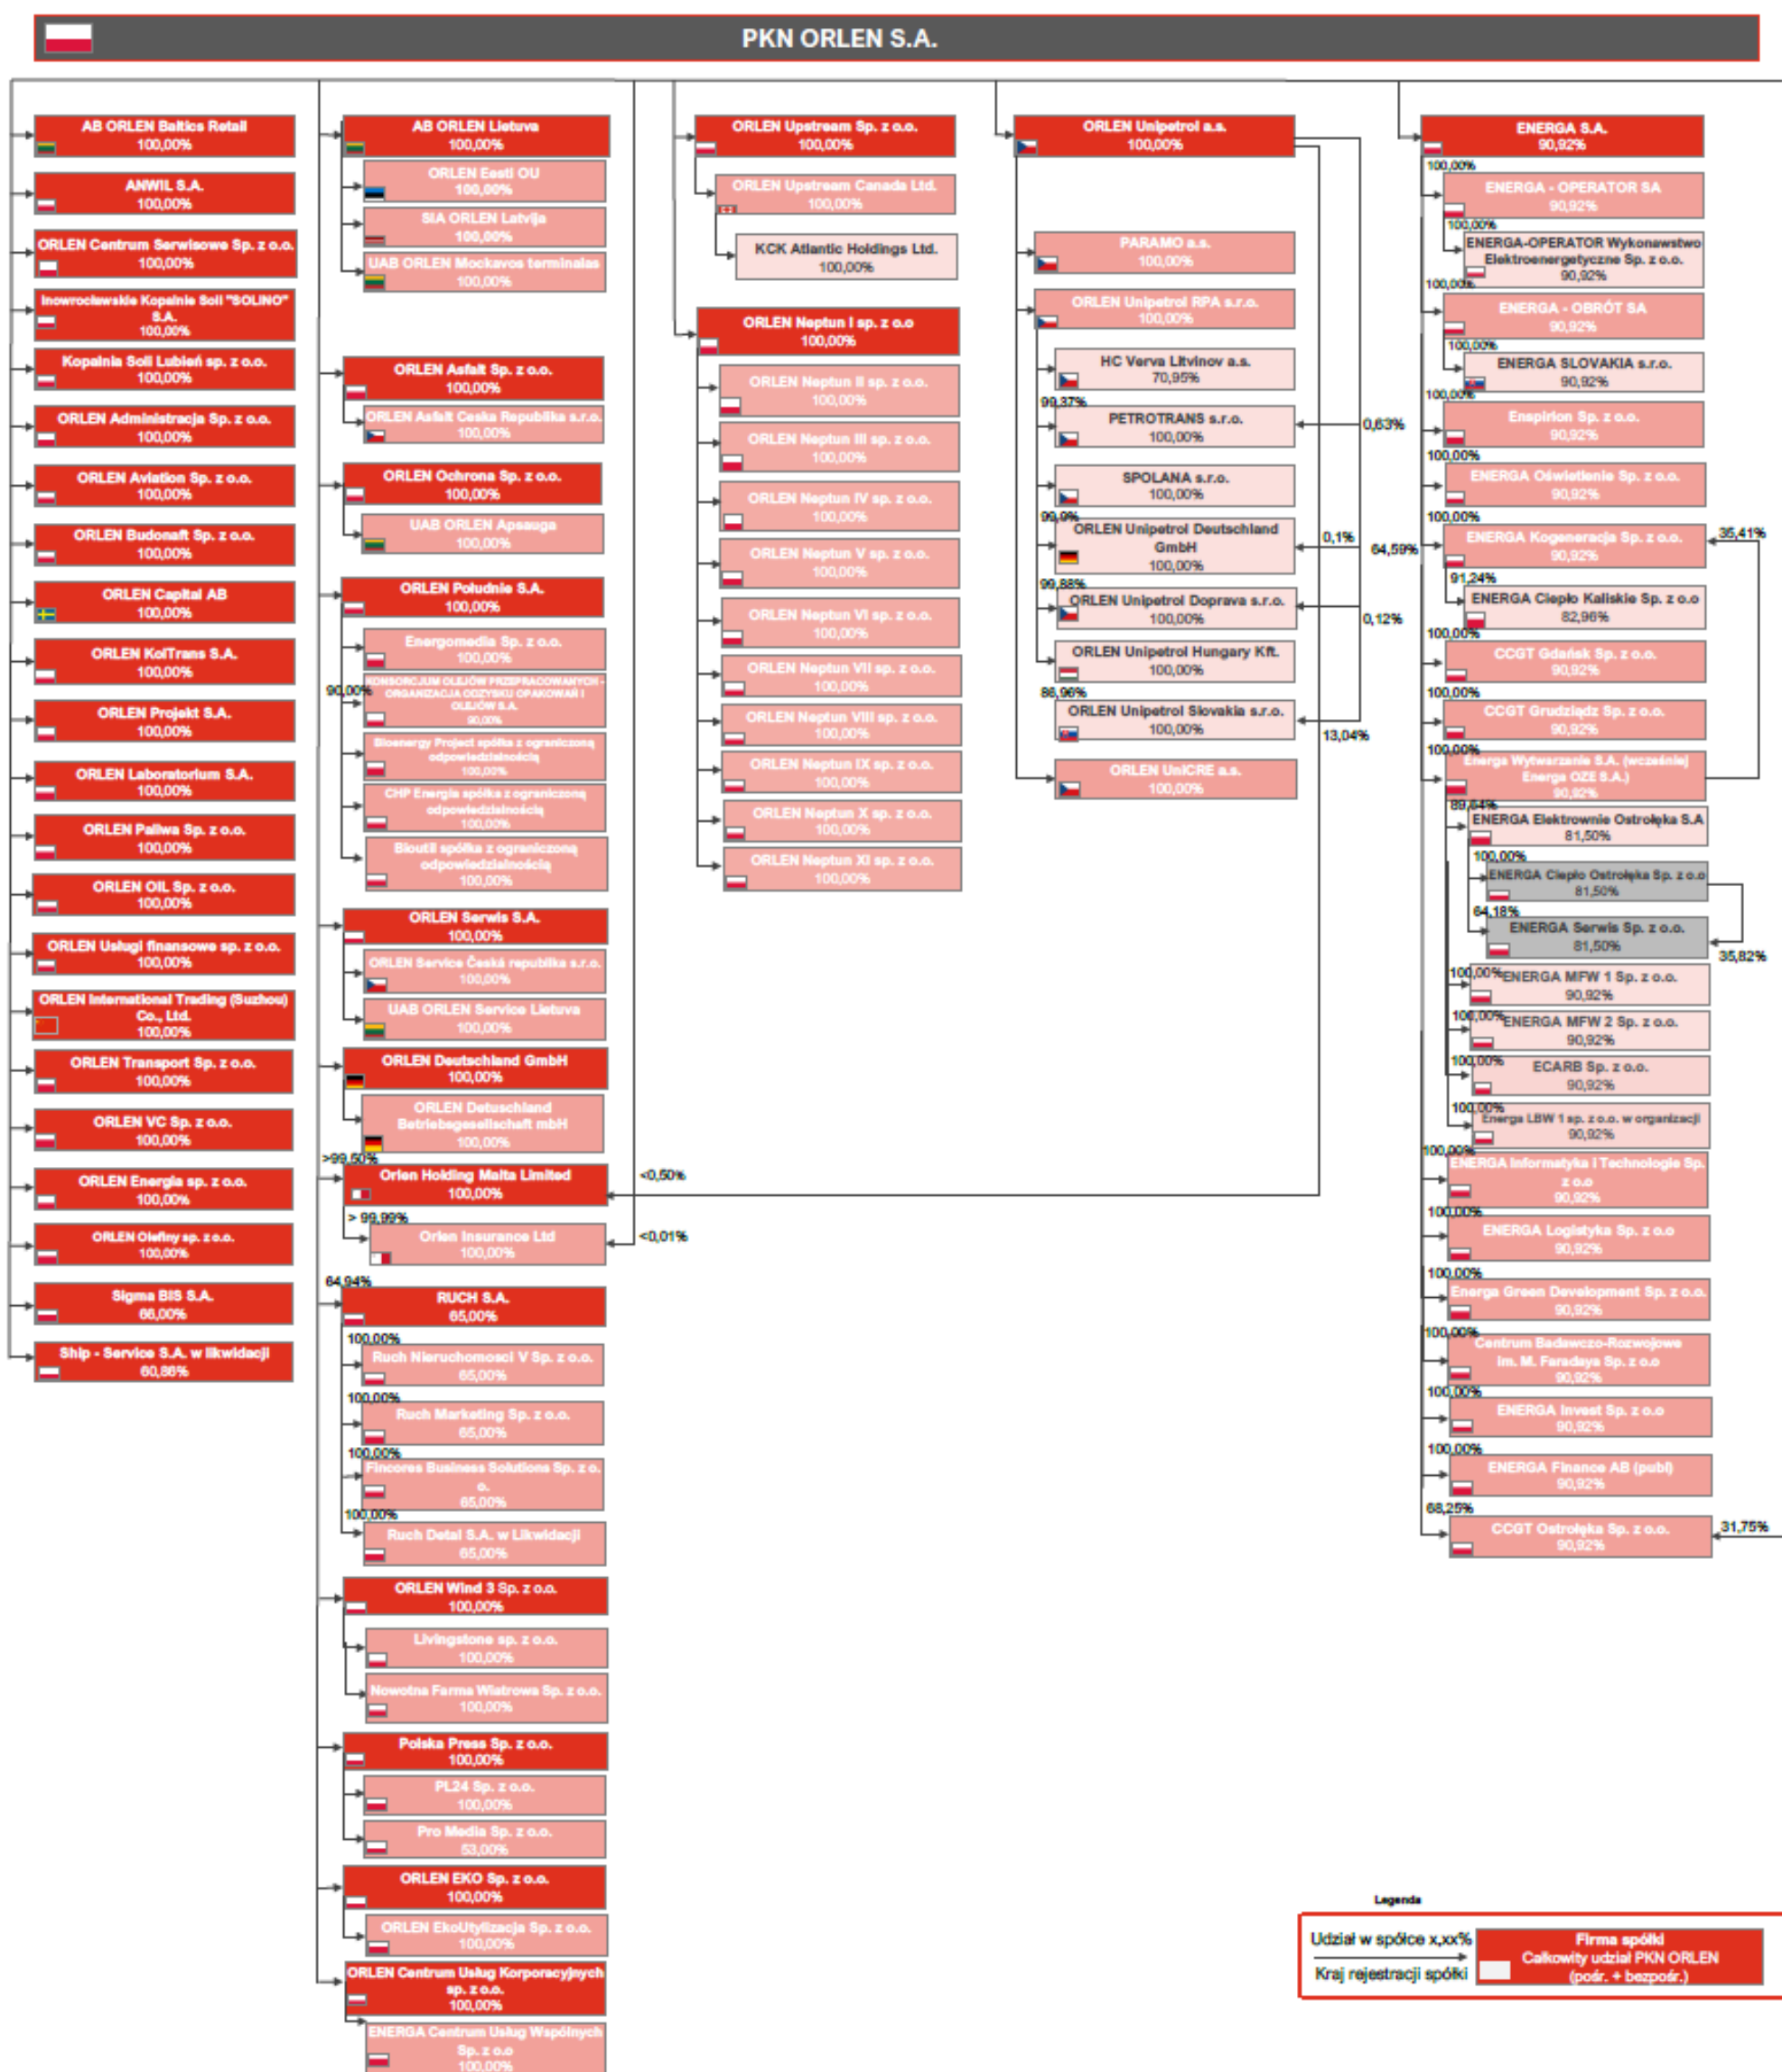 PKN ORLEN S.A.
AB ORLEN Baltics Retail
100,00%
ANWIL S.A.
100,00%
ORLEN Centrum Serwisowe Sp. z o.o.
100,00%
Inowrocławskie Kopalnie Soli "SOLINO"
S.A.
100,00%
Kopalnia Soli Lubień sp. z o.o.
100,00%
ORLEN Administracja Sp. z o.o.
100,00%
ORLEN Aviation Sp. z o.o.
100,00%
ORLEN Budonaft Sp. z o.o.
100,00%
ORLEN Capital AB
100,00%
ORLEN KolTrans S.A.
100,00%
ORLEN Projekt S.A.
100,00%
ORLEN Laboratorium S.A.
100,00%
ORLEN Paliwa Sp. z o.o.
100,00%
ORLEN OIL Sp. z o.o.
100,00%
ORLEN Usługi finansowe sp. z o.o.
100,00%
ORLEN International Trading (Suzhou)
Co., Ltd.
100,00%
ORLEN Transport Sp. z o.o.
100,00%
ORLEN VC Sp. z o.o.
100,00%
ORLEN Energia sp. z o.o.
100,00%
ORLEN Olefiny sp. z o.o.
100,00%
Sigma BIS S.A.
66,00%
Ship - Service S.A. w likwidacji
60,86%
AB ORLEN Lietuva
100,00%
ORLEN Eesti OU
100,00%
SIA ORLEN Latvija
100,00%
UAB ORLEN Mockavos terminalas
100,00%
ORLEN Asfalt Sp. z o.o.
100,00%
ORLEN Asfalt Ceska Republika s.r.o.
100,00%
ORLEN Ochrona Sp. z o.o.
100,00%
UAB ORLEN Apsauga
100,00%
ORLEN Południe S.A.
100,00%
Energomedia Sp. z o.o.
100,00%
90,00%
KONSORCJUM OLEJÓW PRZEPRACOWANYCH -
ORGANIZACJA ODZYSKU OPAKOWAŃ I
OLEJÓW S.A.
90,00%
Bioenergy Project spółka z ograniczoną
odpowiedzialnością
100,00%
CHP Energia spółka z ograniczoną
odpowiedzialnością
100,00%
Bioutil spółka z ograniczoną
odpowiedzialnością
100,00%
ORLEN Serwis S.A.
100,00%
ORLEN Service Česká republika s.r.o.
100,00%
UAB ORLEN Service Lietuva
100,00%
ORLEN Deutschland GmbH
100,00%
ORLEN Detuschland
Betriebsgesellschaft mbH
100,00%
>99,50%
Orlen Holding Malta Limited
100,00%
<0,50%
> 99,99%
Orlen Insurance Ltd
100,00%
<0,01%
64,94%
RUCH S.A.
65,00%
100,00%
Ruch Nieruchomosci V Sp. z o.o.
65,00%
100,00%
Ruch Marketing Sp. z o.o.
65,00%
100,00%
Fincores Business Solutions Sp. z o.
o.
65,00%
100,00%
Ruch Detal S.A. w Likwidacji
65,00%
ORLEN Wind 3 Sp. z o.o.
100,00%
Livingstone sp. z o.o.
100,00%
Nowotna Farma Wiatrowa Sp. z o.o.
100,00%
Polska Press Sp. z o.o.
100,00%
PL24 Sp. z o.o.
100,00%
Pro Media Sp. z o.o.
53,00%
ORLEN EKO Sp. z o.o.
100,00%
ORLEN EkoUtylizacja Sp. z o.o.
100,00%
ORLEN Centrum Usług Korporacyjnych
sp. z o.o.
100,00%
ENERGA Centrum Usług Wspólnych
Sp. z o.o
100,00%
ORLEN Upstream Sp. z o.o.
100,00%
ORLEN Upstream Canada Ltd.
100,00%
KCK Atlantic Holdings Ltd.
100,00%
ORLEN Neptun I sp. z o.o
100,00%
ORLEN Neptun II sp. z o.o.
100,00%
ORLEN Neptun III sp. z o.o.
100,00%
ORLEN Neptun IV sp. z o.o.
100,00%
ORLEN Neptun V sp. z o.o.
100,00%
ORLEN Neptun VI sp. z o.o.
100,00%
ORLEN Neptun VII sp. z o.o.
100,00%
ORLEN Neptun VIII sp. z o.o.
100,00%
ORLEN Neptun IX sp. z o.o.
100,00%
ORLEN Neptun X sp. z o.o.
100,00%
ORLEN Neptun XI sp. z o.o.
100,00%
ORLEN Unipetrol a.s.
100,00%
PARAMO a.s.
100,00%
ORLEN Unipetrol RPA s.r.o.
100,00%
HC Verva Litvinov a.s.
70,95%
99,37%
PETROTRANS s.r.o.
100,00%
0,63%
SPOLANA s.r.o.
100,00%
99,9%
ORLEN Unipetrol Deutschland
GmbH
100,00%
0,1%
64,59%
99,88%
ORLEN Unipetrol Doprava s.r.o.
100,00%
0,12%
ORLEN Unipetrol Hungary Kft.
100,00%
86,96%
ORLEN Unipetrol Slovakia s.r.o.
100,00%
13,04%
ORLEN UniCRE a.s.
100,00%
ENERGA S.A.
90,92%
100,00%
ENERGA - OPERATOR SA
90,92%
100,00%
ENERGA-OPERATOR Wykonawstwo
Elektroenergetyczne Sp. z o.o.
90,92%
100,00%
ENERGA - OBRÓT SA
90,92%
100,00%
ENERGA SLOVAKIA s.r.o.
90,92%
100,00%
Enspirion Sp. z o.o.
90,92%
100,00%
ENERGA Oświetlenie Sp. z o.o.
90,92%
100,00%
ENERGA Kogeneracja Sp. z o.o.
90,92%
35,41%
91,24%
ENERGA Ciepło Kaliskie Sp. z o.o
82,96%
100,00%
CCGT Gdańsk Sp. z o.o.
90,92%
100,00%
CCGT Grudziądz Sp. z o.o.
90,92%
100,00%
Energa Wytwarzanie S.A. (wcześniej
Energa OZE S.A.)
90,92%
89,64%
ENERGA Elektrownie Ostrołęka S.A
81,50%
100,00%
ENERGA Ciepło Ostrołęka Sp. z o.o
81,50%
64,18%
ENERGA Serwis Sp. z o.o.
81,50%
35,82%
100,00%
ENERGA MFW 1 Sp. z o.o.
90,92%
100,00%
ENERGA MFW 2 Sp. z o.o.
90,92%
100,00%
ECARB Sp. z o.o.
90,92%
100,00%
Energa LBW 1 sp. z o.o. w organizacji
90,92%
100,00%
ENERGA Informatyka i Technologie Sp.
z o.o
90,92%
100,00%
ENERGA Logistyka Sp. z o.o
90,92%
100,00%
Energa Green Development Sp. z o.o.
90,92%
100,00%
Centrum Badawczo-Rozwojowe
im. M. Faradaya Sp. z o.o
90,92%
100,00%
ENERGA Invest Sp. z o.o
90,92%
100,00%
ENERGA Finance AB (publ)
90,92%
68,25%
CCGT Ostrołęka Sp. z o.o.
90,92%
31,75%
Legenda
Udział w spółce x,xx%
Kraj rejestracji spółki
Firma spółki
Całkowity udział PKN ORLEN
(pośr. + bezpośr.)